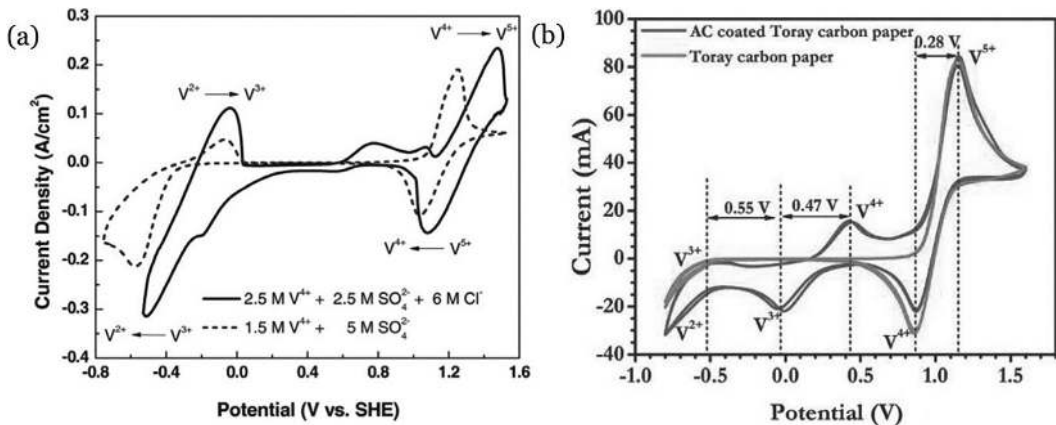 (a)
V⁴⁺ → V⁵⁺
V²⁺ → V³⁺
V⁴⁺ ← V⁵⁺
V²⁺ ← V³⁺
2.5 M V⁴⁺ + 2.5 M SO₄²⁻ + 6 M Cl⁻
1.5 M V⁴⁺ + 5 M SO₄²⁻
0.4
0.2
0.1
0.0
-0.1
-0.2
-0.3
-0.4
Current Density (A/cm²)
-0.8 -0.4 0.0 0.4 0.8 1.2 1.6
Potential (V vs. SHE)
(b)
AC coated Toray carbon paper
Toray carbon paper
0.28 V
V⁵⁺
0.55 V
0.47 V
V⁴⁺
V³⁺
V²⁺
V³⁺
V⁴⁺
100
80
60
40
20
0
-20
-40
Current (mA)
-1.0 -0.5 0.0 0.5 1.0 1.5
Potential (V)